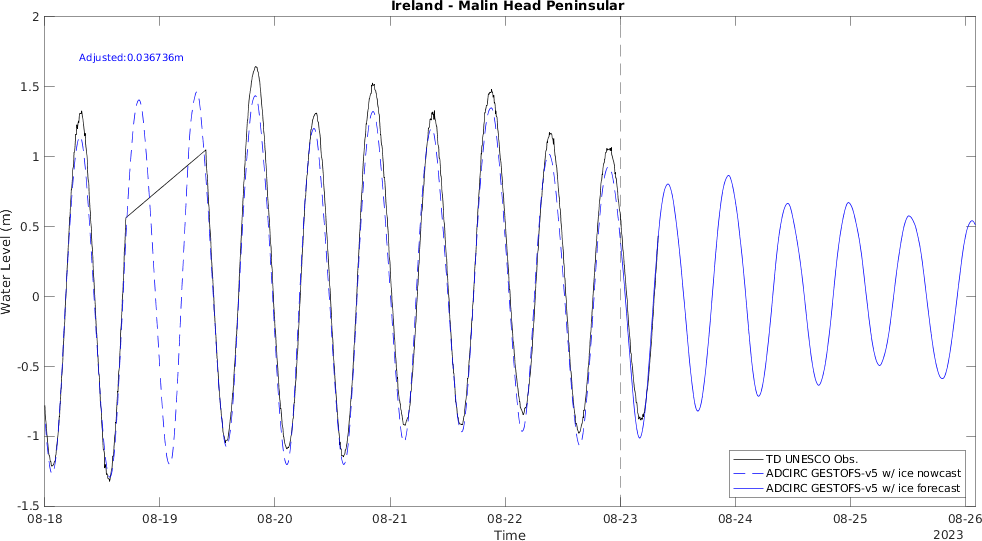 Ireland - Malin Head Peninsular
Adjusted:0.036736m
Water Level (m)
2
1.5
1
0.5
0
-0.5
-1
-1.5
08-18
08-19
08-20
08-21
08-22
08-23
08-24
08-25
08-26
2023
Time
TD UNESCO Obs.
ADCIRC GESTOFS-v5 w/ ice nowcast
ADCIRC GESTOFS-v5 w/ ice forecast